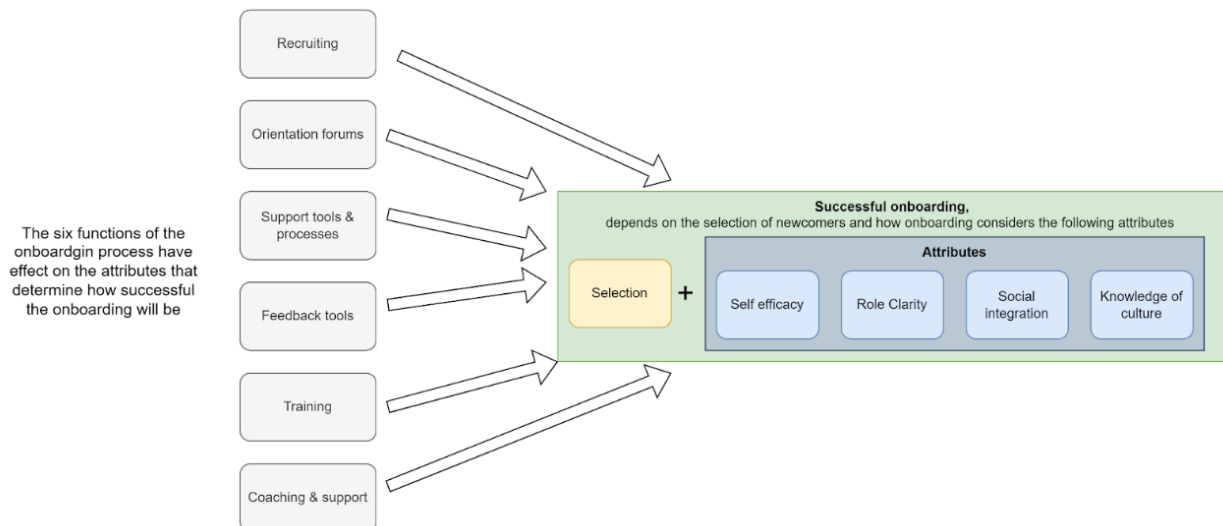 Recruiting
Orientation forums
Support tools &
processes
Feedback tools
Training
Coaching & support
The six functions of the
onboardgin process have
effect on the attributes that
determine how successful
the onboarding will be
Successful onboarding,
depends on the selection of newcomers and how onboarding considers the following attributes
Selection
+
Attributes
Self efficacy
Role Clarity
Social
integration
Knowledge of
culture